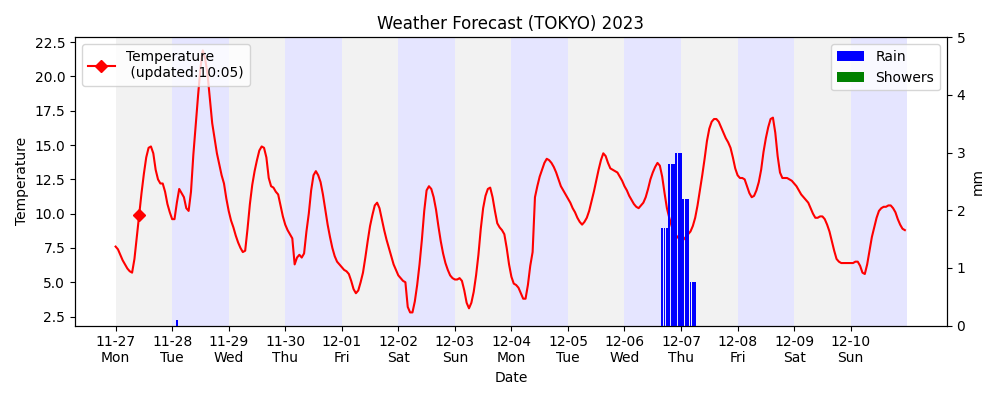 Weather Forecast (TOKYO) 2023
Temperature
(updated:10:05)
Rain
Showers
Temperature
22.5
20.0
17.5
15.0
12.5
10.0
7.5
5.0
2.5
5
4
3
2
1
0
mm
11-27 11-28 11-29 11-30 12-01 12-02 12-03 12-04 12-05 12-06 12-07 12-08 12-09 12-10
Mon Tue Wed Thu Fri Sat Sun Mon Tue Wed Thu Fri Sat Sun
Date